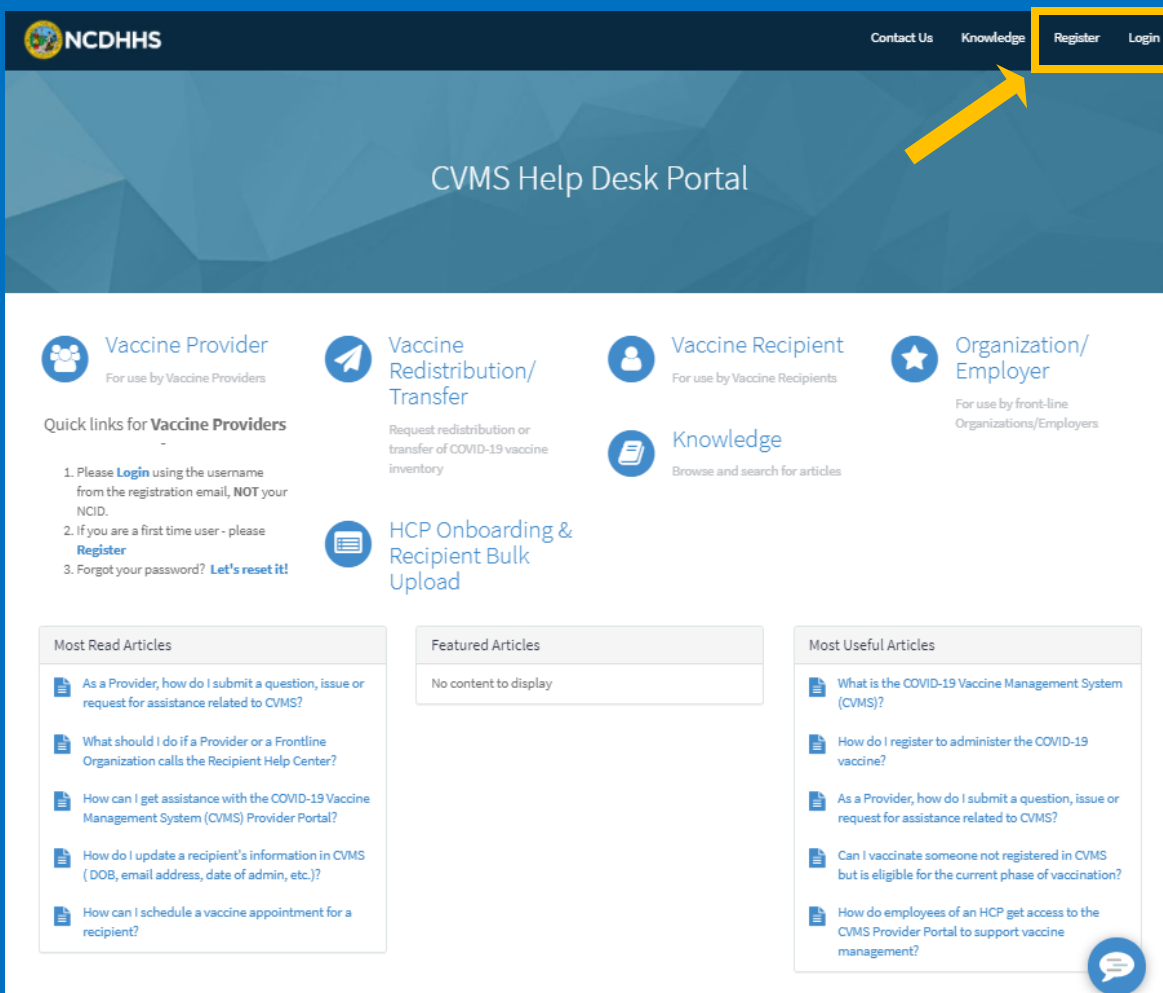 NCDHHS
Contact Us Knowledge Register Login
CVMS Help Desk Portal
Vaccine Provider
For use by Vaccine Providers
Quick links for Vaccine Providers
-
1. Please Login using the username
from the registration email, NOT your
NCID.
2. If you are a first time user - please
Register
3. Forgot your password? Let's reset it!
Vaccine
Redistribution/
Transfer
Request redistribution or
transfer of COVID-19 vaccine
inventory
HCP Onboarding &
Recipient Bulk
Upload
Vaccine Recipient
For use by Vaccine Recipients
Knowledge
Browse and search for articles
Organization/
Employer
For use by front-line
Organizations/Employers
Most Read Articles
As a Provider, how do I submit a question, issue or
request for assistance related to CVMS?
What should I do if a Provider or a Frontline
Organization calls the Recipient Help Center?
How can I get assistance with the COVID-19 Vaccine
Management System (CVMS) Provider Portal?
How do I update a recipient's information in CVMS
( DOB, email address, date of admin, etc.)?
How can I schedule a vaccine appointment for a
recipient?
Featured Articles
No content to display
Most Useful Articles
What is the COVID-19 Vaccine Management System
(CVMS)?
How do I register to administer the COVID-19
vaccine?
As a Provider, how do I submit a question, issue or
request for assistance related to CVMS?
Can I vaccinate someone not registered in CVMS
but is eligible for the current phase of vaccination?
How do employees of an HCP get access to the
CVMS Provider Portal to support vaccine
management?